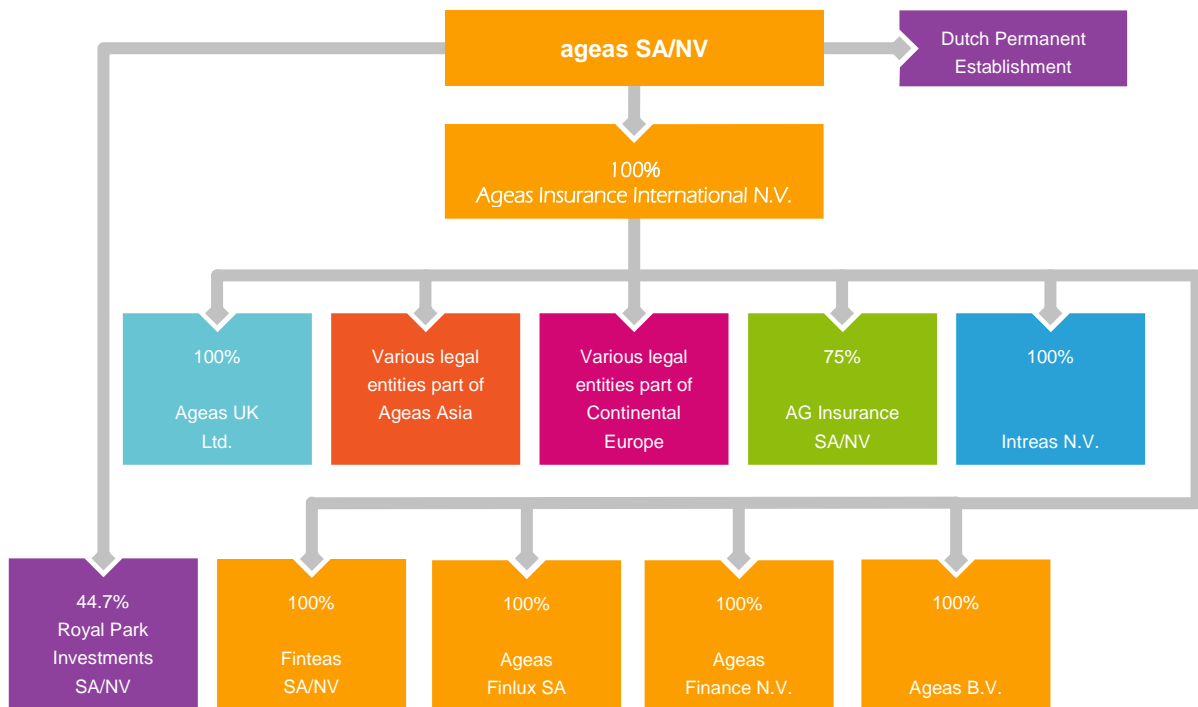 ageas SA/NV
Dutch Permanent
Establishment
100%
Ageas Insurance International N.V.
100%
Ageas UK
Ltd.
Various legal
entities part of
Ageas Asia
Various legal
entities part of
Continental
Europe
75%
AG Insurance
SA/NV
100%
Intreas N.V.
44.7%
Royal Park
Investments
SA/NV
100%
Finteas
SA/NV
100%
Ageas
Finlux SA
100%
Ageas
Finance N.V.
100%
Ageas B.V.